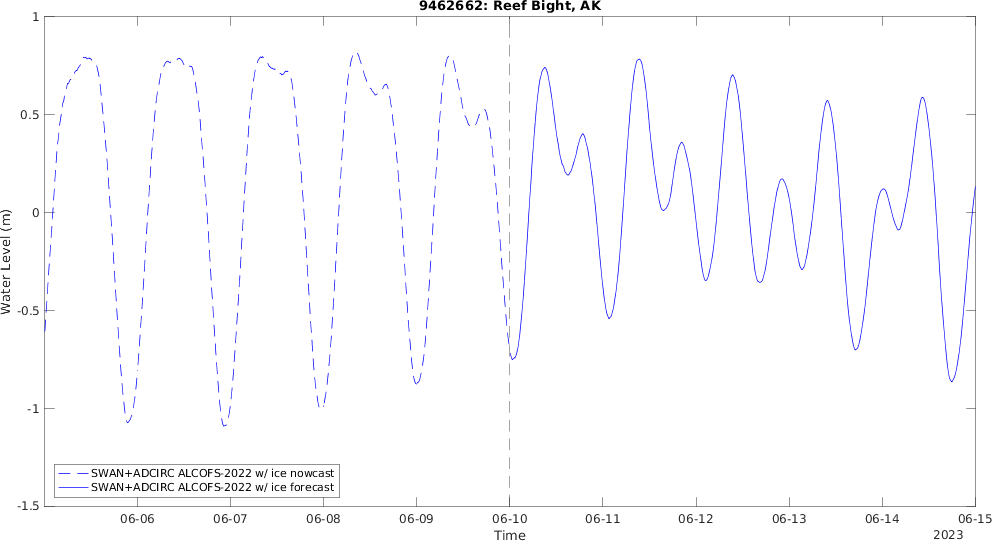 9462662: Reef Bight, AK
Water Level (m)
1
0.5
0
-0.5
-1
-1.5
SWAN+ADCIRC ALCOFS-2022 w/ ice nowcast
SWAN+ADCIRC ALCOFS-2022 w/ ice forecast
06-06 06-07 06-08 06-09 06-10 06-11 06-12 06-13 06-14 06-15
Time
2023